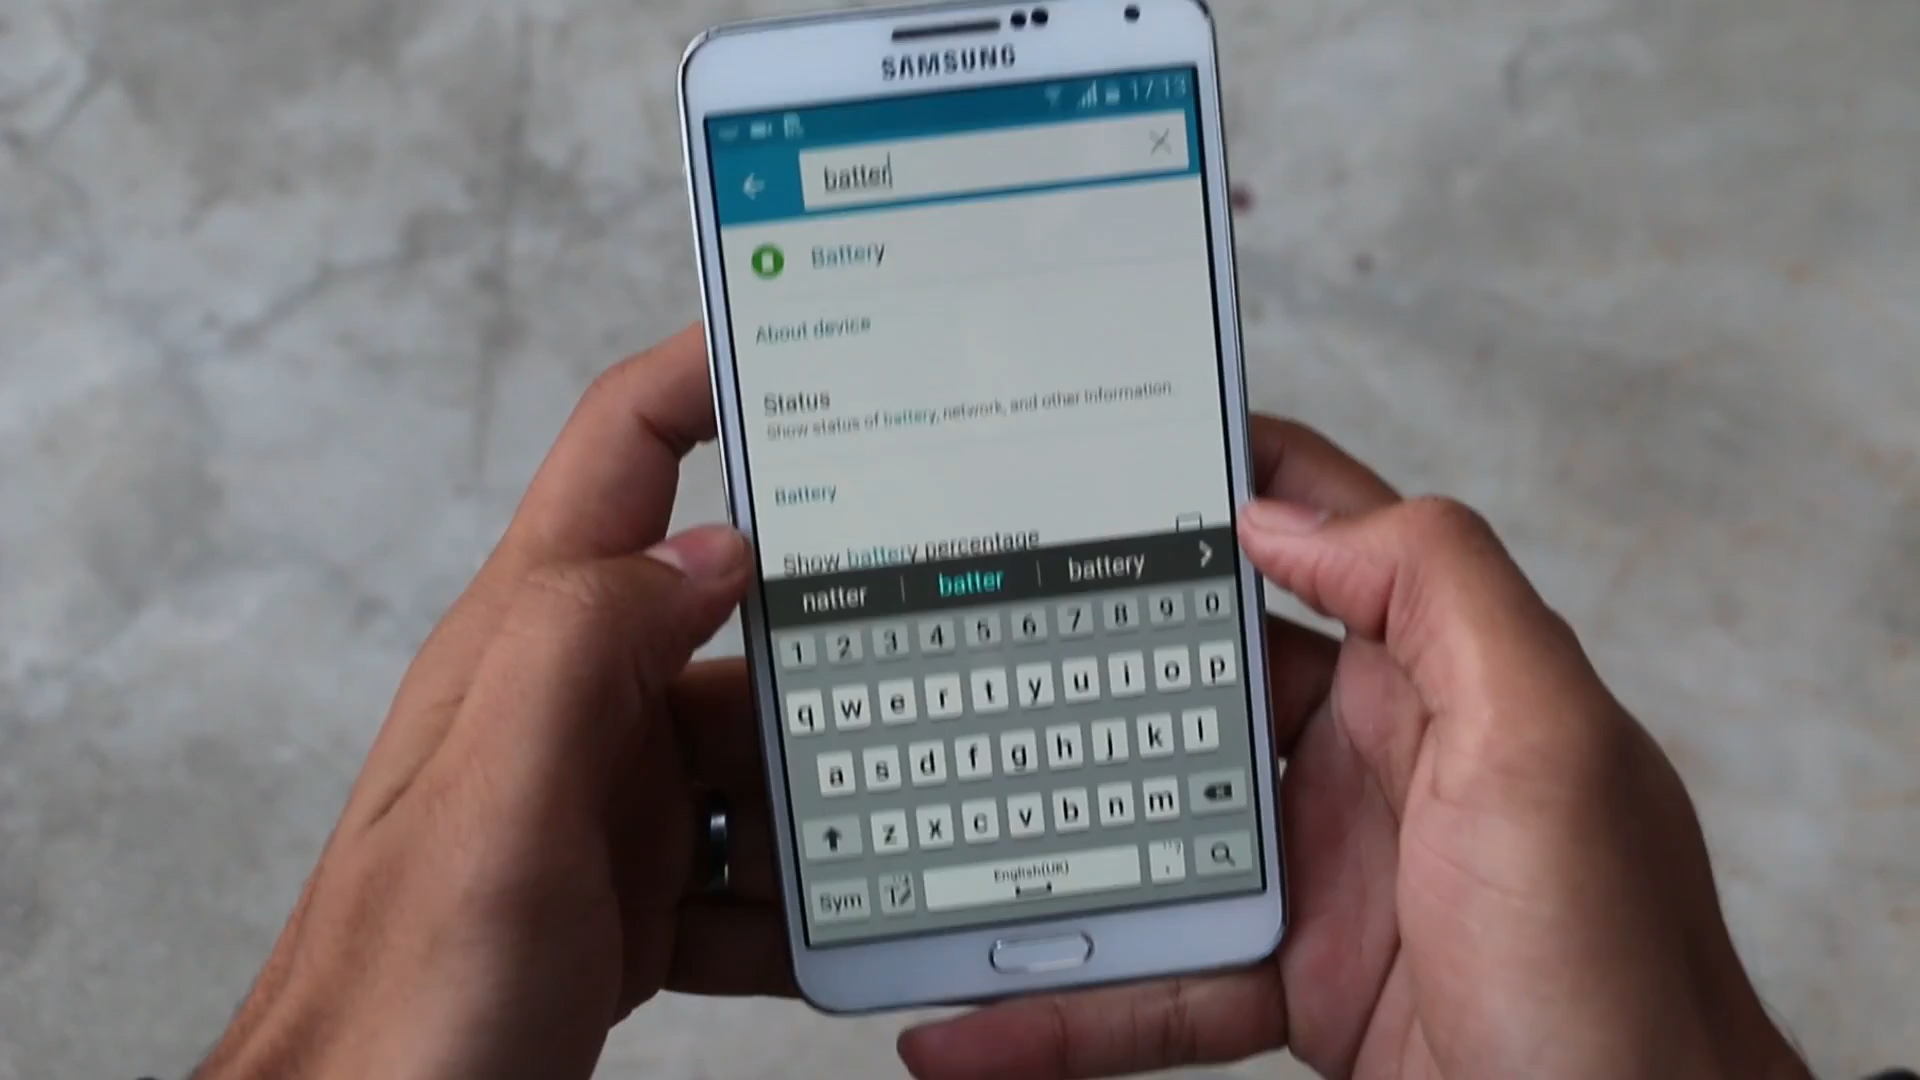 SAMSUNG
17:13
batter
Battery
About device
Status
Show status of battery, network, and other information
Battery
Show battery percentage
natter batter battery
1 2 3 4 5 6 7 8 9 0
q w e r t y u i o p
a s d f g h j k l
z x c v b n m
Sym English(UK) .